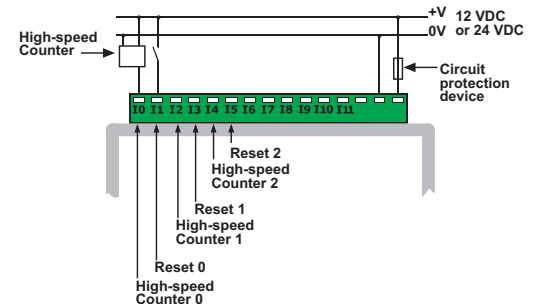 +V 12 VDC
0V or 24 VDC
High-speed
Counter
Circuit
protection
device
I0 I1 I2 I3 I4 I5 I6 I7 I8 I9 I10 I11
Reset 2
High-speed
Counter 2
Reset 1
High-speed
Counter 1
Reset 0
High-speed
Counter 0